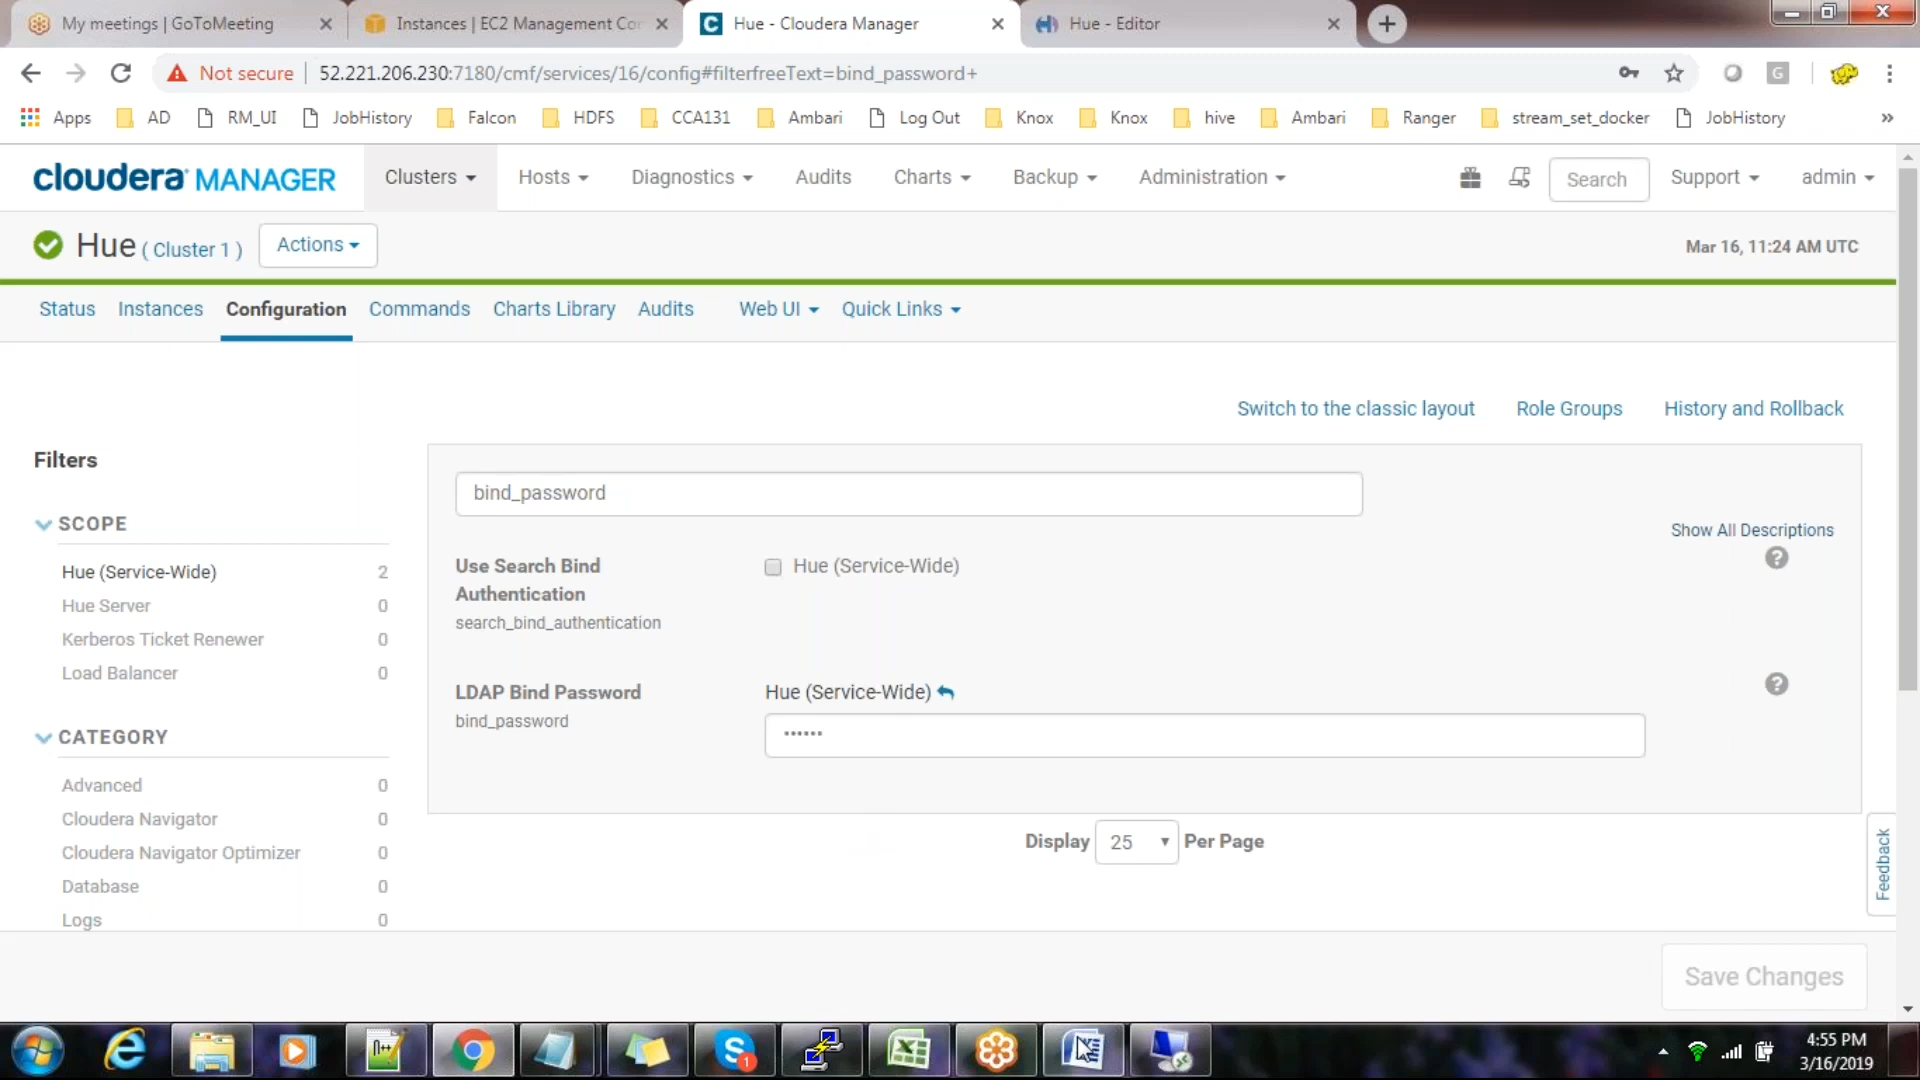 My meetings | GoToMeeting
Instances | EC2 Management Con
Hue - Cloudera Manager
Hue - Editor
Not secure | 52.221.206.230:7180/cmf/services/16/config#filterfreeText=bind_password+
G
Apps AD RM_UI JobHistory Falcon HDFS CCA131 Ambari Log Out Knox Knox hive Ambari Ranger stream_set_docker JobHistory »
cloudera MANAGER Clusters Hosts Diagnostics Audits Charts Backup Administration Search Support admin
Hue ( Cluster 1 ) Actions Mar 16, 11:24 AM UTC
Status Instances Configuration Commands Charts Library Audits Web UI Quick Links
Switch to the classic layout Role Groups History and Rollback
Filters
SCOPE
Hue (Service-Wide) 2
Hue Server 0
Kerberos Ticket Renewer 0
Load Balancer 0
CATEGORY
Advanced 0
Cloudera Navigator 0
Cloudera Navigator Optimizer 0
Database 0
Logs 0
bind_password
Show All Descriptions
Use Search Bind Authentication
search_bind_authentication
Hue (Service-Wide)
LDAP Bind Password
bind_password
Hue (Service-Wide)
••••••
Display 25 Per Page
Feedback
Save Changes
4:55 PM
3/16/2019